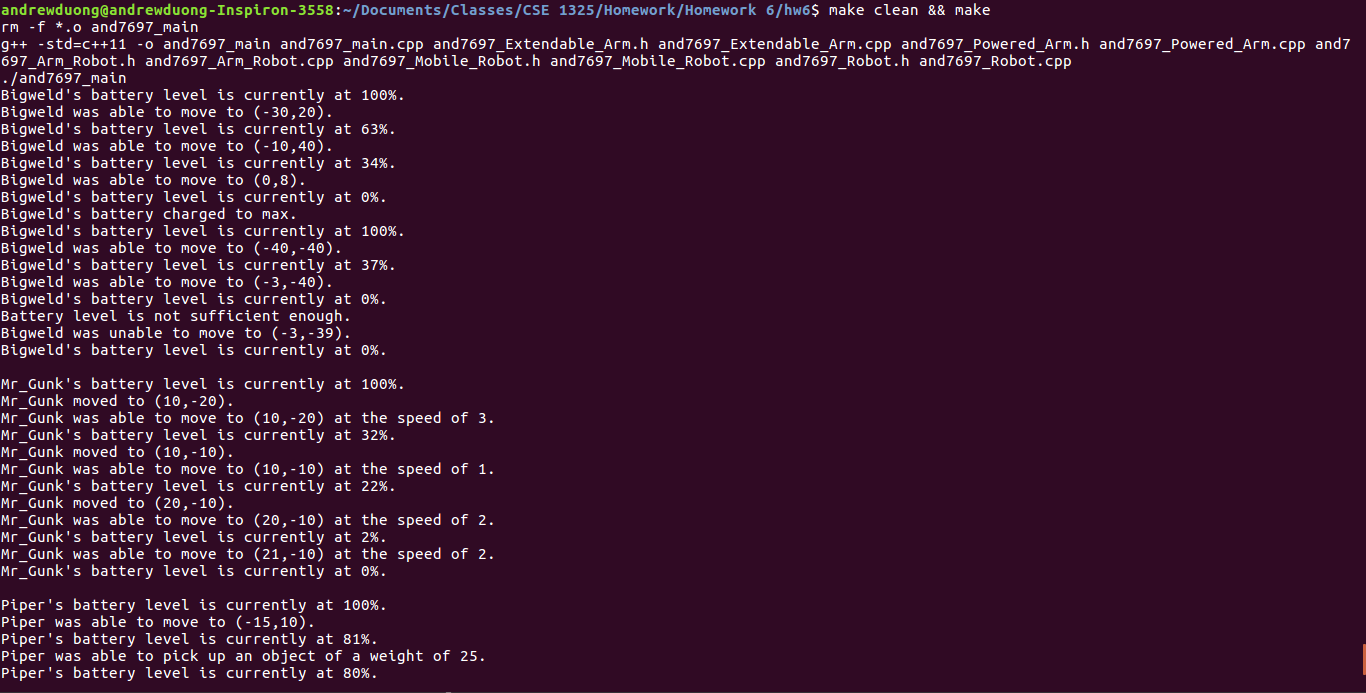 andrewduong@andrewduong-Inspiron-3558:~/Documents/Classes/CSE 1325/Homework/Homework 6/hw6$ make clean && make
rm -f *.o and7697_main
g++ -std=c++11 -o and7697_main and7697_main.cpp and7697_Extendable_Arm.h and7697_Extendable_Arm.cpp and7697_Powered_Arm.h and7697_Powered_Arm.cpp and7
697_Arm_Robot.h and7697_Arm_Robot.cpp and7697_Mobile_Robot.h and7697_Mobile_Robot.cpp and7697_Robot.h and7697_Robot.cpp
./and7697_main
Bigweld's battery level is currently at 100%.
Bigweld was able to move to (-30,20).
Bigweld's battery level is currently at 63%.
Bigweld was able to move to (-10,40).
Bigweld's battery level is currently at 34%.
Bigweld was able to move to (0,8).
Bigweld's battery level is currently at 0%.
Bigweld's battery charged to max.
Bigweld's battery level is currently at 100%.
Bigweld was able to move to (-40,-40).
Bigweld's battery level is currently at 37%.
Bigweld was able to move to (-3,-40).
Bigweld's battery level is currently at 0%.
Battery level is not sufficient enough.
Bigweld was unable to move to (-3,-39).
Bigweld's battery level is currently at 0%.
Mr_Gunk's battery level is currently at 100%.
Mr_Gunk moved to (10,-20).
Mr_Gunk was able to move to (10,-20) at the speed of 3.
Mr_Gunk's battery level is currently at 32%.
Mr_Gunk moved to (10,-10).
Mr_Gunk was able to move to (10,-10) at the speed of 1.
Mr_Gunk's battery level is currently at 22%.
Mr_Gunk moved to (20,-10).
Mr_Gunk was able to move to (20,-10) at the speed of 2.
Mr_Gunk's battery level is currently at 2%.
Mr_Gunk was able to move to (21,-10) at the speed of 2.
Mr_Gunk's battery level is currently at 0%.
Piper's battery level is currently at 100%.
Piper was able to move to (-15,10).
Piper's battery level is currently at 81%.
Piper was able to pick up an object of a weight of 25.
Piper's battery level is currently at 80%.